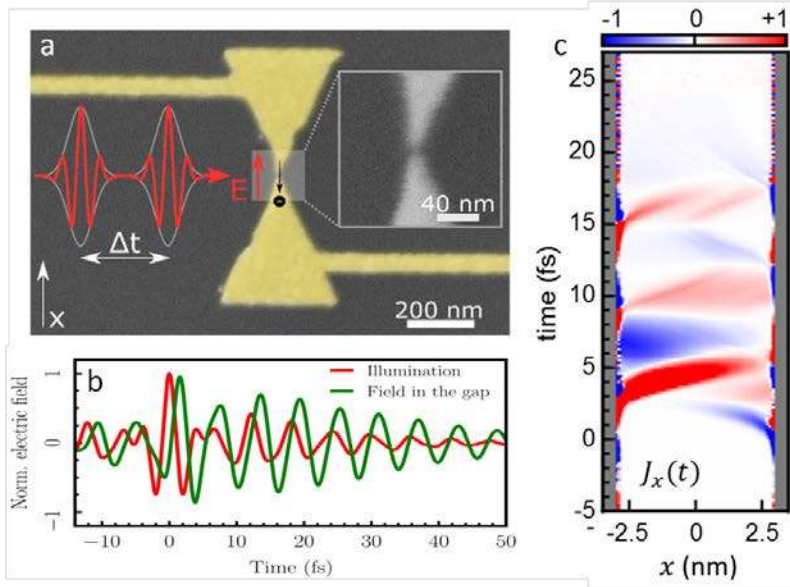 a
E
Δt
x
40 nm
200 nm
b
Illumination
Field in the gap
Norm. electric field
1
0
-1
−10 0 10 20 30 40 50
Time (fs)
c
-1 0 +1
time (fs)
25
20
15
10
5
0
-5
Jx(t)
-2.5 0 2.5
x (nm)